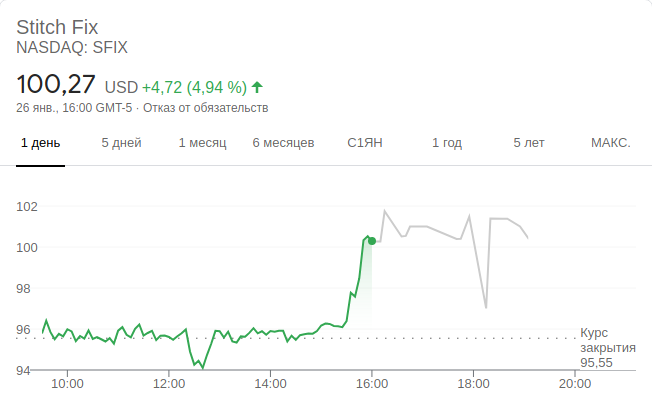 Stitch Fix
NASDAQ: SFIX
100,27 USD +4,72 (4,94 %)
26 янв., 16:00 GMT-5 · Отказ от обязательств
1 день 5 дней 1 месяц 6 месяцев С1ЯН 1 год 5 лет МАКС.
102
100
98
96
Курс
закрытия
95,55
94
10:00 12:00 14:00 16:00 18:00 20:00